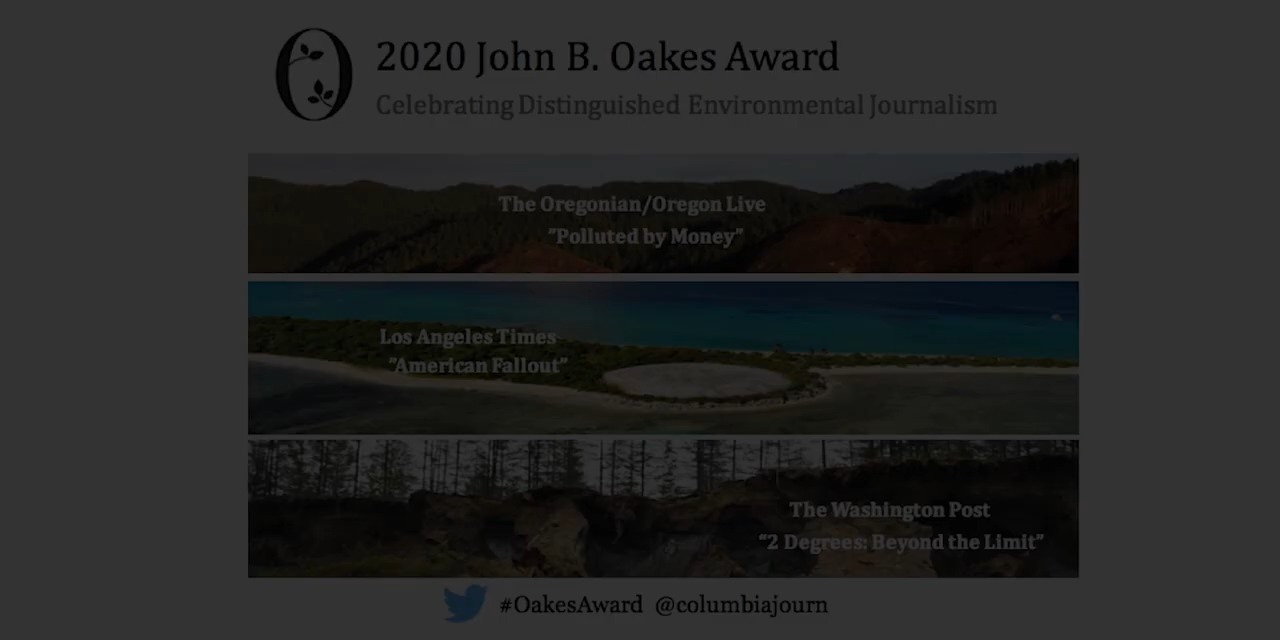 2020 John B. Oakes Award
Celebrating Distinguished Environmental Journalism
The Oregonian/Oregon Live
"Polluted by Money"
Los Angeles Times
"American Fallout"
The Washington Post
“2 Degrees: Beyond the Limit”
#OakesAward @columbiajourn